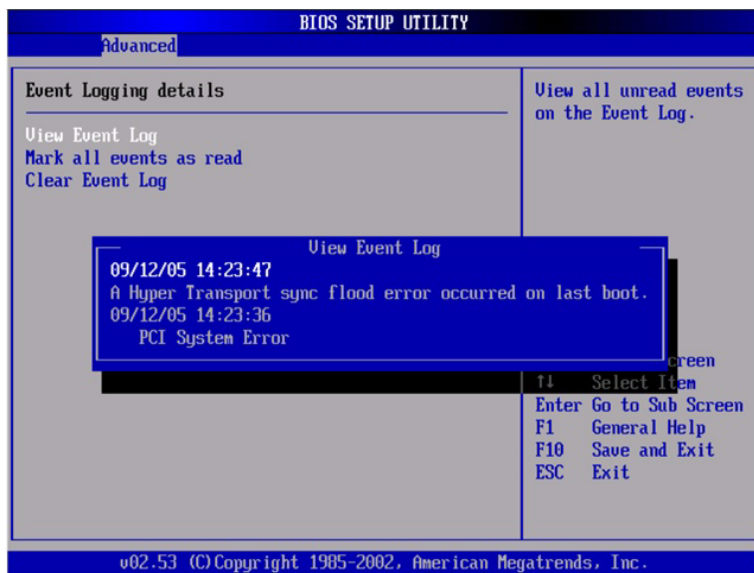 BIOS SETUP UTILITY
Advanced
Event Logging details
View Event Log
Mark all events as read
Clear Event Log
View all unread events
on the Event Log.
View Event Log
09/12/05 14:23:47
A Hyper Transport sync flood error occurred on last boot.
09/12/05 14:23:36
PCI System Error
creen
↑↓ Select Item
Enter Go to Sub Screen
F1 General Help
F10 Save and Exit
ESC Exit
v02.53 (C)Copyright 1985-2002, American Megatrends, Inc.